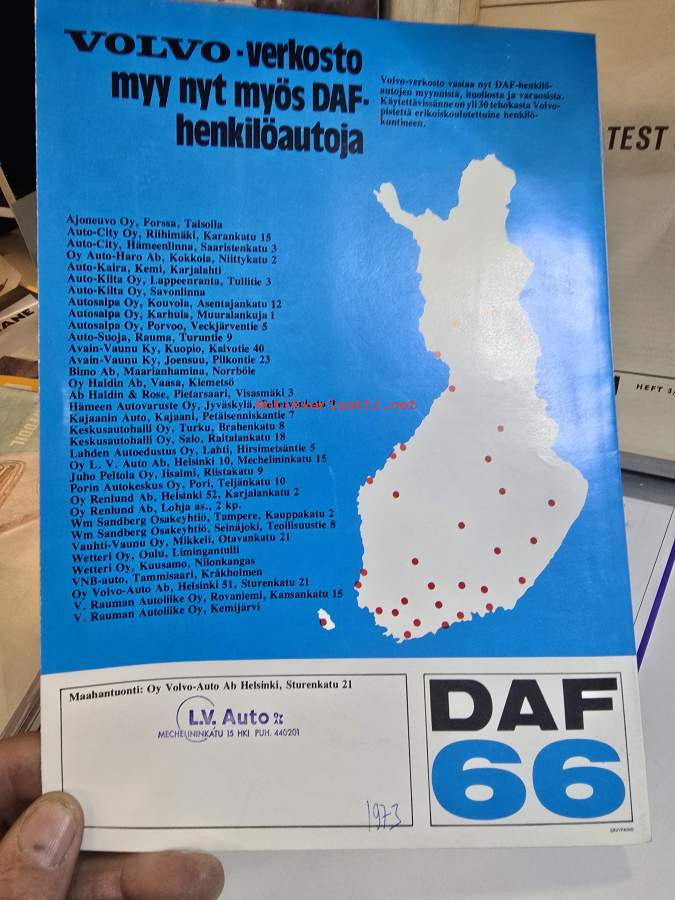 VOLVO-verkosto
myy nyt myös DAF-
henkilöautoja
Volvo-verkosto vastaa nyt DAF-henkilö-
autojen myynnistä, huollosta ja varaosista.
Käytettävissänne on yli 30 tehokasta Volvo-
pistettä erikoiskoulutettuine henkilö-
kuntineen.
Ajoneuvo Oy, Forssa, Talsoila
Auto-City Oy, Riihimäki, Karankatu 15
Auto-City, Hämeenlinna, Saaristenkatu 3
Oy Auto-Haro Ab, Kokkola, Niittykatu 2
Auto-Kaira, Kemi, Karjalahti
Auto-Kilta Oy, Lappeenranta, Tullitie 3
Auto-Kilta Oy, Savonlinna
Autosalpa Oy, Kouvola, Asentajankatu 12
Autosalpa Oy, Karhula, Muuralankuja 1
Autosalpa Oy, Porvoo, Veckjärventie 5
Auto-Suoja, Rauma, Turuntie 9
Avain-Vaunu Ky, Kuopio, Kaivotie 40
Avain-Vaunu Ky, Joensuu, Pilkontie 23
Bimo Ab, Maarianhamina, Norrböle
Oy Haldin Ab, Vaasa, Klemetsö
Ab Haldin & Rose, Pietarsaari, Visasmäki 3
Hämeen Autovaruste Oy, Jyväskylä,
Kajaanin Auto, Kajaani, Petäisenniskantie 7
Keskusautohalli Oy, Turku, Brahenkatu 8
Keskusautohalli Oy, Salo, Raitalankatu 18
Lahden Autoedustus Oy, Lahti, Hirsimetsäntie 5
Oy L. V. Auto Ab, Helsinki 10, Mechelininkatu 15
Juho Peltola Oy, Iisalmi, Riistakatu 9
Porin Autokeskus Oy, Pori, Teljänkatu 10
Oy Renlund Ab, Helsinki 52, Karjalankatu 2
Oy Renlund Ab, Lohja as., 2 kp.
Wm Sandberg Osakeyhtiö, Tampere, Kauppakatu 2
Wm Sandberg Osakeyhtiö, Seinäjoki, Teollisuustie 8
Vauhti-Vaunu Oy, Mikkeli, Otavankatu 21
Wetteri Oy, Oulu, Limingantulli
Wetteri Oy, Kuusamo, Nilonkangas
VNB-auto, Tammisaari, Kråkholmen
Oy Volvo-Auto Ab, Helsinki 51, Sturenkatu 21
V. Rauman Autoliike Oy, Rovaniemi, Kansankatu 15
V. Rauman Autoliike Oy, Kemijärvi
Maahantuonti: Oy Volvo-Auto Ab Helsinki, Sturenkatu 21
L.V. Auto Oy
MECHELININKATU 15 HKI PUH. 440201
1973
DAF
66
TEST
HEFT 3/